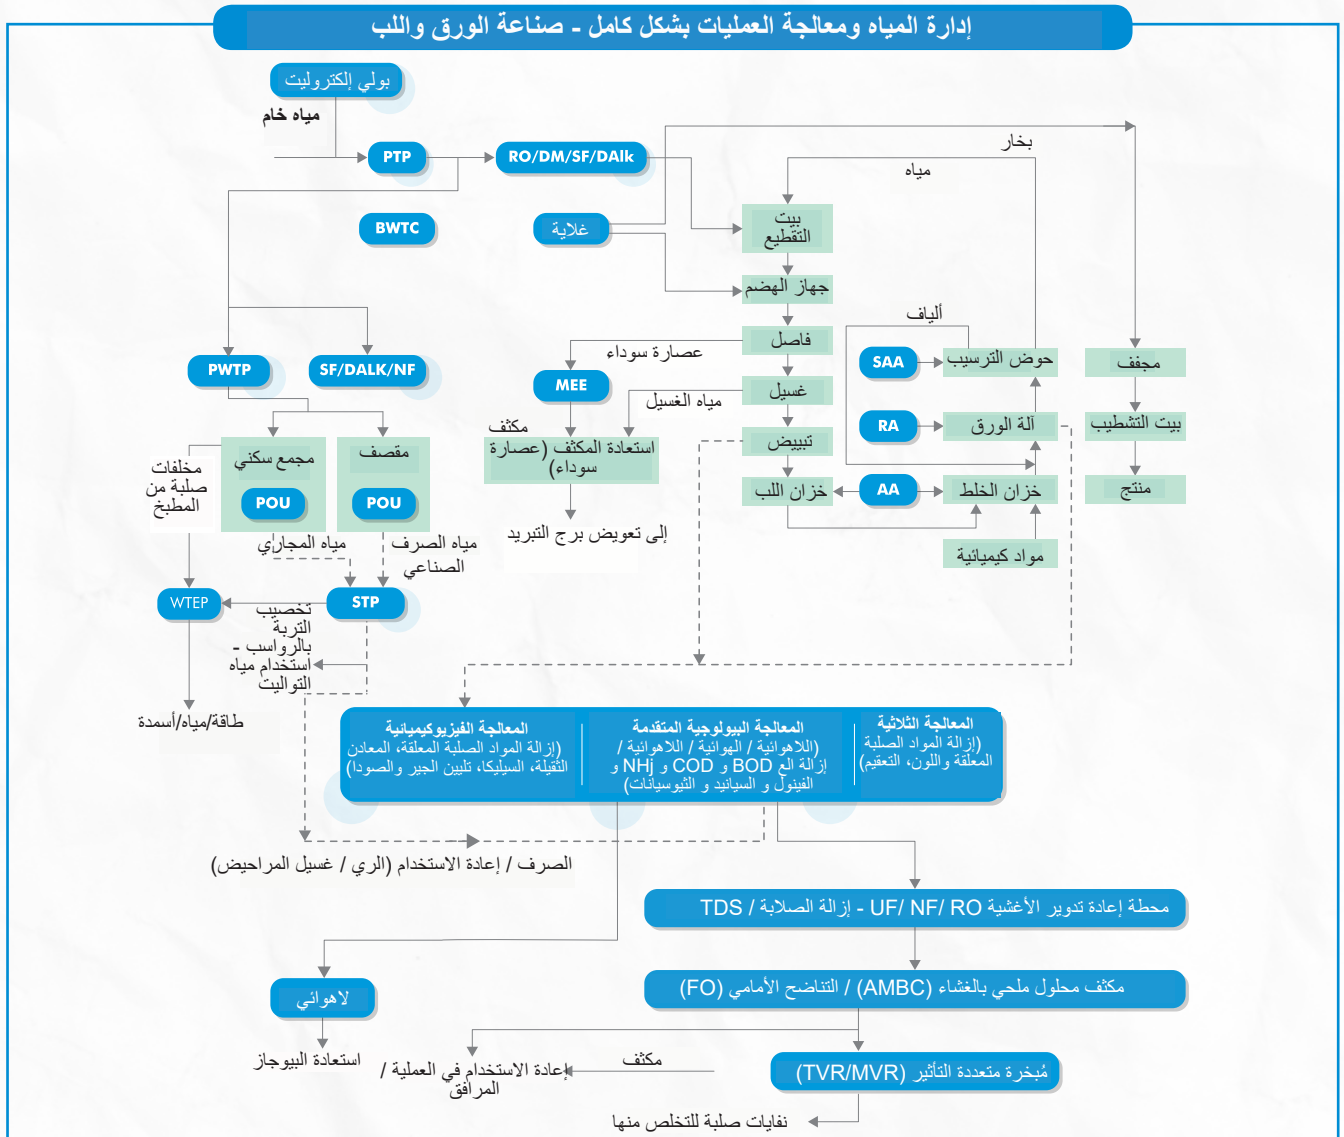 إدارة المياه ومعالجة العمليات بشكل كامل - صناعة الورق واللب
بولي إلكتروليت
مياه خام
PTP
RO/DM/SF/DAlk
بخار
مياه
BWTC
غلاية
بيت
التقطيع
جهاز الهضم
ألياف
فاصل
عصارة سوداء
SAA
حوض الترسيب
مجفف
PWTP
SF/DALK/NF
MEE
غسيل
مياه الغسيل
مكثف
RA
آلة الورق
بيت التشطيب
تبييض
استعادة المكثف (عصارة
سوداء)
مقصف
مجمع سكني
مخلفات
صلبة من
المطبخ
POU
POU
خزان اللب
AA
خزان الخلط
منتج
إلى تعويض برج التبريد
مياه المجاري
مياه الصرف
الصناعي
مواد كيميائية
WTEP
STP
تخصيب
التربة
بالرواسب -
استخدام مياه
التواليت
طاقة/مياه/أسمدة
المعالجة الفيزيوكيميائية
(إزالة المواد الصلبة المعلقة، المعادن
الثقيلة، السيليكا، تليين الجير والصودا)
المعالجة البيولوجية المتقدمة
(اللاهوائية / الهوائية / اللاهوائية /
إزالة الع BOD و COD و NHj و
الفينول و السيانيد و الثيوسيانات)
المعالجة الثلاثية
(إزالة المواد الصلبة
المعلقة واللون، التعقيم)
الصرف / إعادة الاستخدام (الري / غسيل المراحيض)
محطة إعادة تدوير الأغشية UF/ NF/ RO - إزالة الصلابة / TDS
مكثف محلول ملحي بالغشاء (AMBC) / التناضح الأمامي (FO)
لاهوائي
استعادة البيوجاز
إعادة الاستخدام في العملية /
المرافق
مكثف
مُبخرة متعددة التأثير (TVR/MVR)
نفايات صلبة للتخلص منها